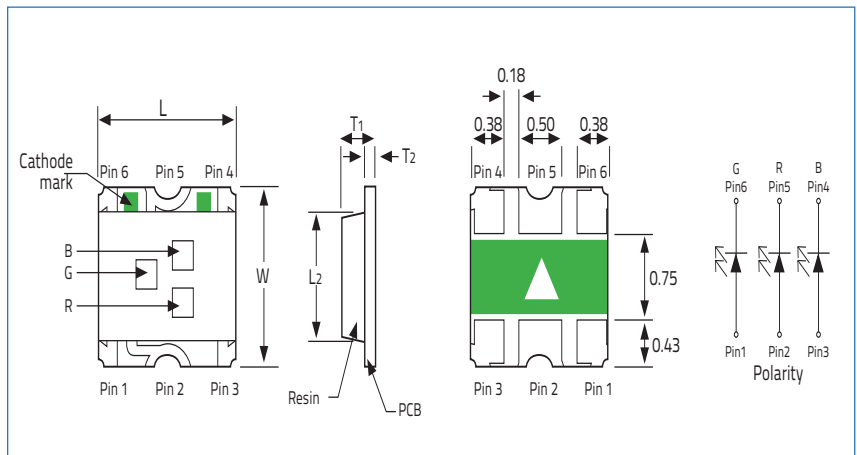 L
Cathode
mark
Pin 6 Pin 5 Pin 4
B
G
R
W
Pin 1 Pin 2 Pin 3
T1
T2
L2
Resin
PCB
0.18
0.38 0.50 0.38
Pin 4 Pin 5 Pin 6
0.75
0.43
Pin 3 Pin 2 Pin 1
G R B
Pin6 Pin5 Pin4
Pin1 Pin2 Pin3
Polarity